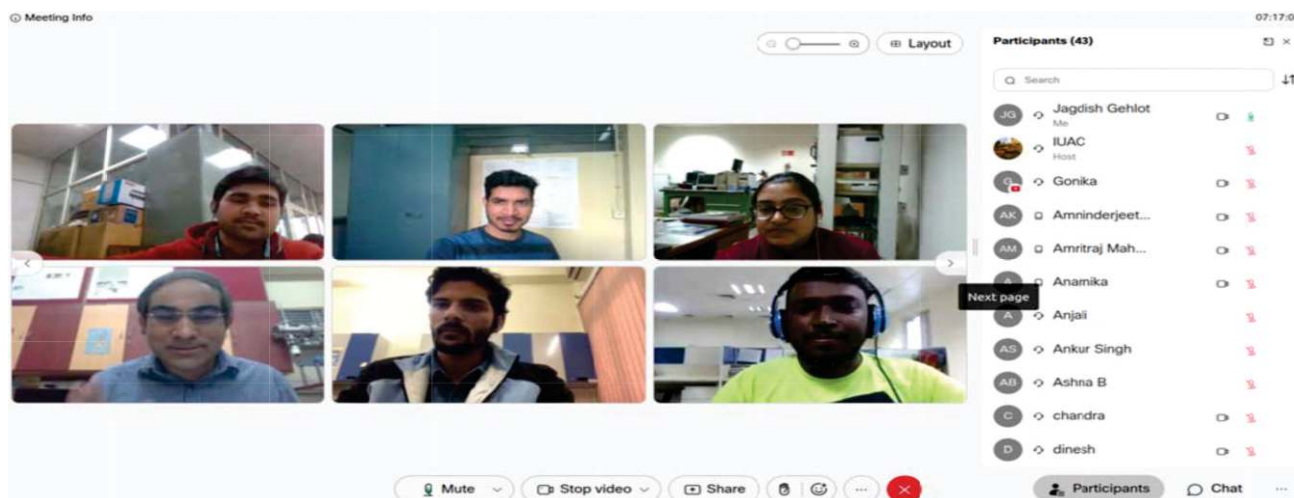 Meeting Info
07:17:0
Layout
Participants (43)
Search
JG Jagdish Gehlot
Me
IUAC
Host
G Gonika
AK Amninderjeet...
AM Amritraj Mah...
Anamika
Next page
A Anjali
AS Ankur Singh
AB Ashna B
C chandra
D dinesh
Mute Stop video Share ... Participants Chat ...